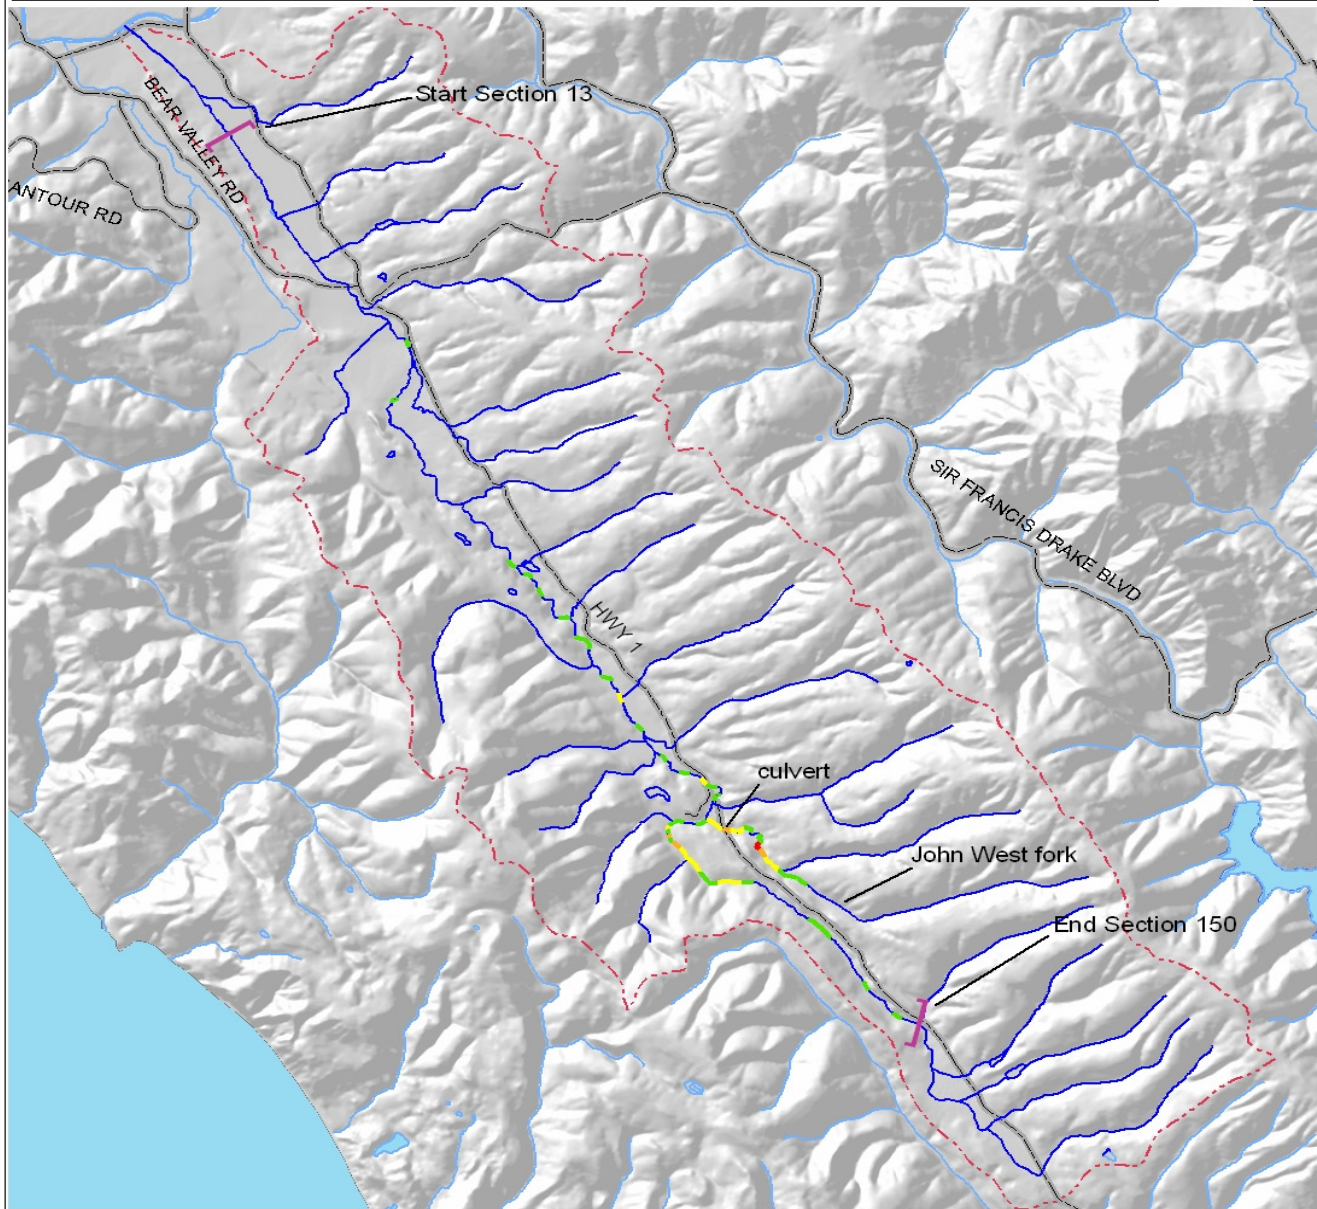 Start Section 13
BEAR VALLEY RD
ANTOUR RD
SIR FRANCIS DRAKE BLVD
HWY 1
culvert
John West fork
End Section 150